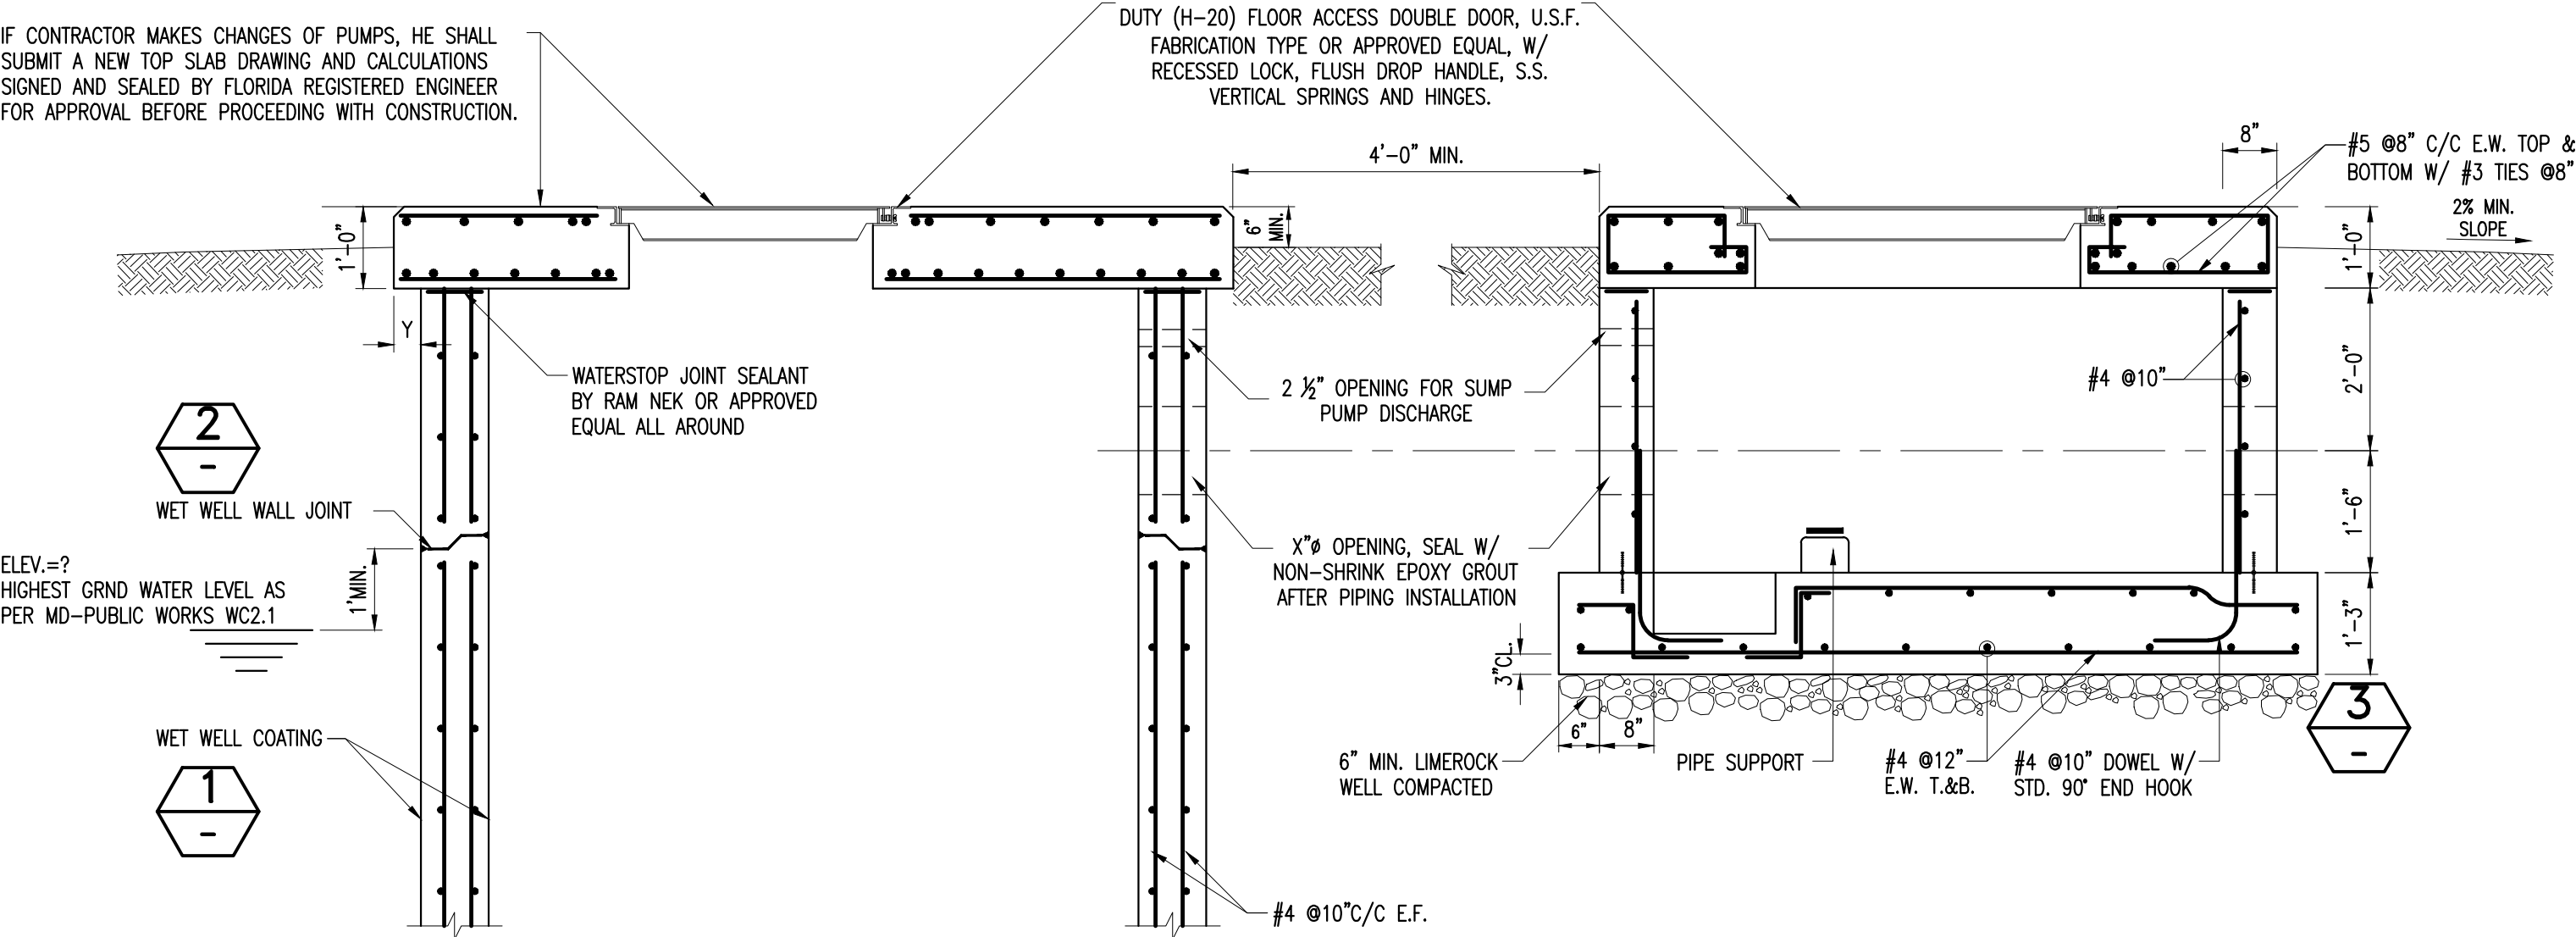 IF CONTRACTOR MAKES CHANGES OF PUMPS, HE SHALL
SUBMIT A NEW TOP SLAB DRAWING AND CALCULATIONS
SIGNED AND SEALED BY FLORIDA REGISTERED ENGINEER
FOR APPROVAL BEFORE PROCEEDING WITH CONSTRUCTION.
DUTY (H-20) FLOOR ACCESS DOUBLE DOOR, U.S.F.
FABRICATION TYPE OR APPROVED EQUAL, W/
RECESSED LOCK, FLUSH DROP HANDLE, S.S.
VERTICAL SPRINGS AND HINGES.
4'-0" MIN.
8"
#5 @8" C/C E.W. TOP &
BOTTOM W/ #3 TIES @8"
2% MIN.
SLOPE
1'-0"
6"
MIN.
1'-0"
Y
WATERSTOP JOINT SEALANT
BY RAM NEK OR APPROVED
EQUAL ALL AROUND
2 ½" OPENING FOR SUMP
PUMP DISCHARGE
#4 @10"
2'-0"
2
-
WET WELL WALL JOINT
X"ø OPENING, SEAL W/
NON-SHRINK EPOXY GROUT
AFTER PIPING INSTALLATION
1'-6"
ELEV.=?
HIGHEST GRND WATER LEVEL AS
PER MD-PUBLIC WORKS WC2.1
1'MIN.
1'-3"
3"CL.
WET WELL COATING
1
-
6"
8"
3
-
6" MIN. LIMEROCK
WELL COMPACTED
PIPE SUPPORT
#4 @12"
E.W. T.&B.
#4 @10" DOWEL W/
STD. 90° END HOOK
#4 @10"C/C E.F.